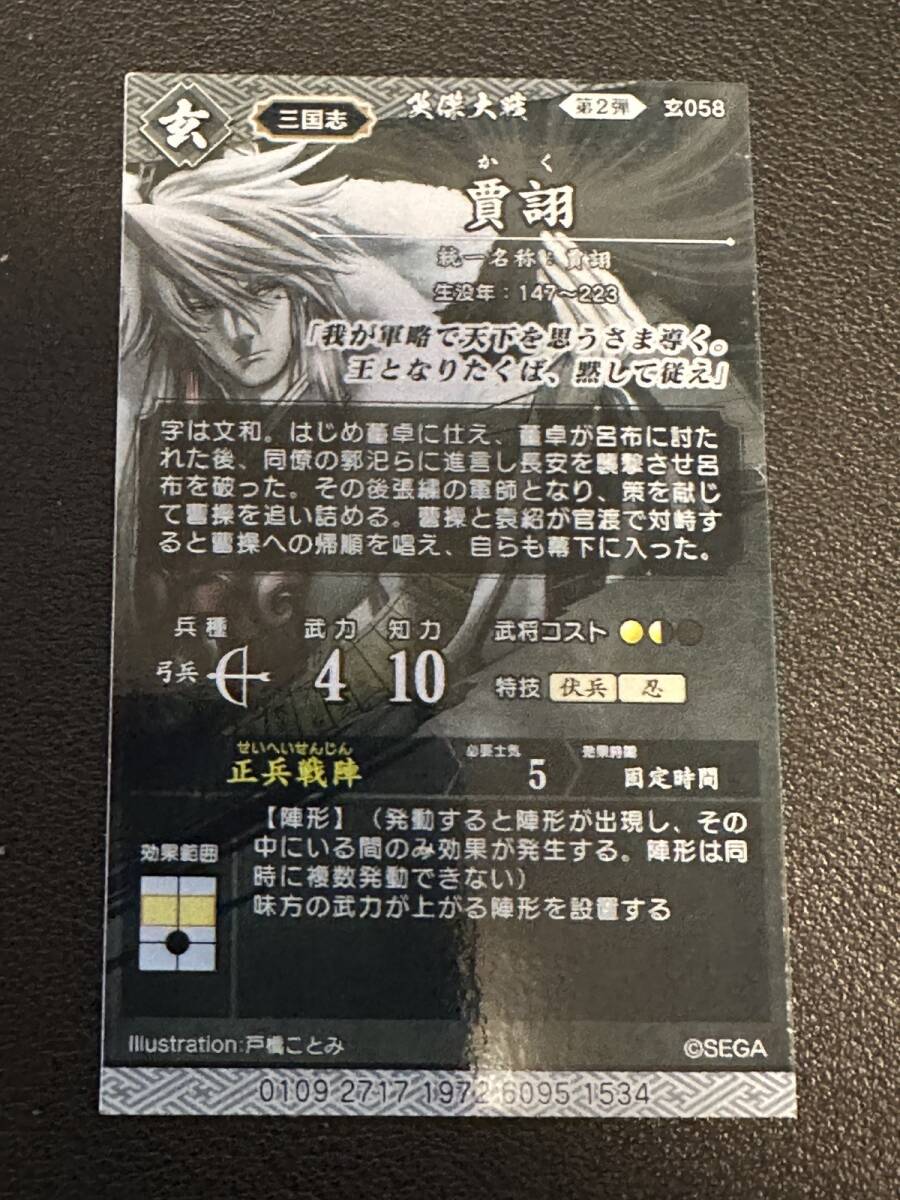 玄 三国志 英傑大戦 第2弾 玄058
か く
賈詡
統一名称：賈詡
生没年：147～223
「我が軍略で天下を思うさま導く。
王となりたくば、黙して従え」
字は文和。はじめ董卓に仕え、董卓が呂布に討た
れた後、同僚の郭汜らに進言し長安を襲撃させ呂
布を破った。その後張繍の軍師となり、策を献じ
て曹操を追い詰める。曹操と袁紹が官渡で対峙す
ると曹操への帰順を唱え、自らも幕下に入った。
兵種 武力 知力 武将コスト
弓兵 4 10 特技 伏兵 忍
せいへいせんじん 必要士気 効果時間
正兵戦陣 5 固定時間
効果範囲
【陣形】（発動すると陣形が出現し、その
中にいる間のみ効果が発生する。陣形は同
時に複数発動できない）
味方の武力が上がる陣形を設置する
Illustration:戸橋ことみ ©SEGA
0109 2717 1972 6095 1534